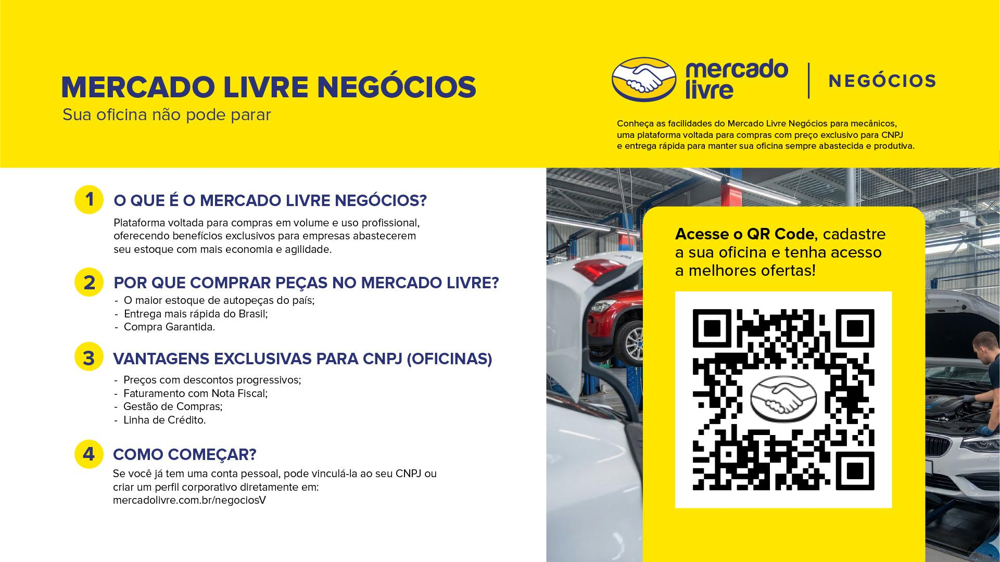 MERCADO LIVRE NEGÓCIOS
Sua oficina não pode parar
mercado
livre
NEGÓCIOS
Conheça as facilidades do Mercado Livre Negócios para mecânicos,
uma plataforma voltada para compras com preço exclusivo para CNPJ
e entrega rápida para manter sua oficina sempre abastecida e produtiva.
1
O QUE É O MERCADO LIVRE NEGÓCIOS?
Plataforma voltada para compras em volume e uso profissional,
oferecendo benefícios exclusivos para empresas abastecerem
seu estoque com mais economia e agilidade.
2
POR QUE COMPRAR PEÇAS NO MERCADO LIVRE?
- O maior estoque de autopeças do país;
- Entrega mais rápida do Brasil;
- Compra Garantida.
3
VANTAGENS EXCLUSIVAS PARA CNPJ (OFICINAS)
- Preços com descontos progressivos;
- Faturamento com Nota Fiscal;
- Gestão de Compras;
- Linha de Crédito.
4
COMO COMEÇAR?
Se você já tem uma conta pessoal, pode vinculá-la ao seu CNPJ ou
criar um perfil corporativo diretamente em:
mercadolivre.com.br/negociosV
Acesse o QR Code, cadastre
a sua oficina e tenha acesso
a melhores ofertas!